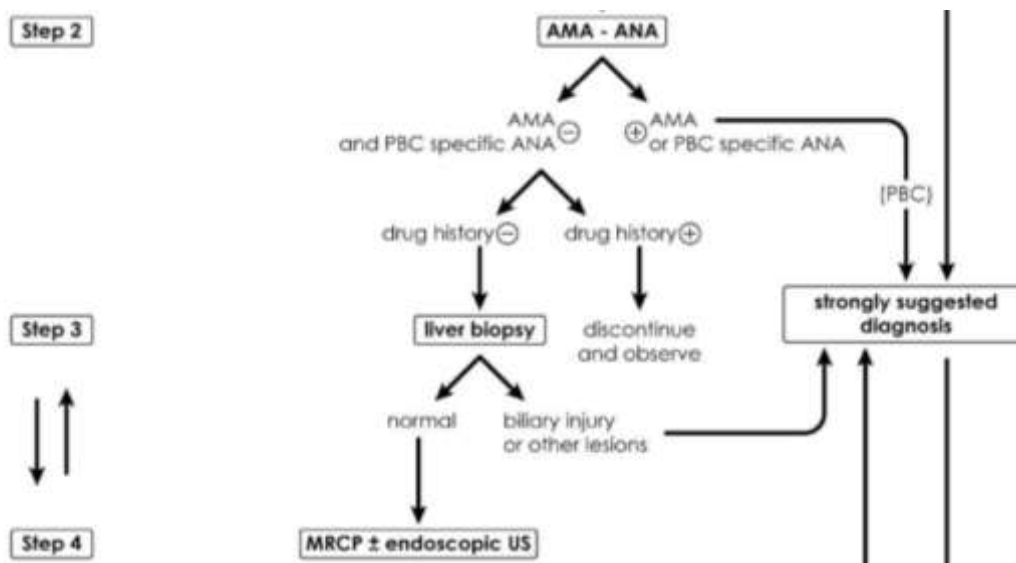 Step 2
AMA - ANA
AMA
and PBC specific ANA ⊖
⊕ AMA
or PBC specific ANA
{PBC}
drug history ⊖
drug history ⊕
strongly suggested
diagnosis
Step 3
liver biopsy
discontinue
and observe
normal
biliary injury
or other lesions
Step 4
MRCP ± endoscopic US